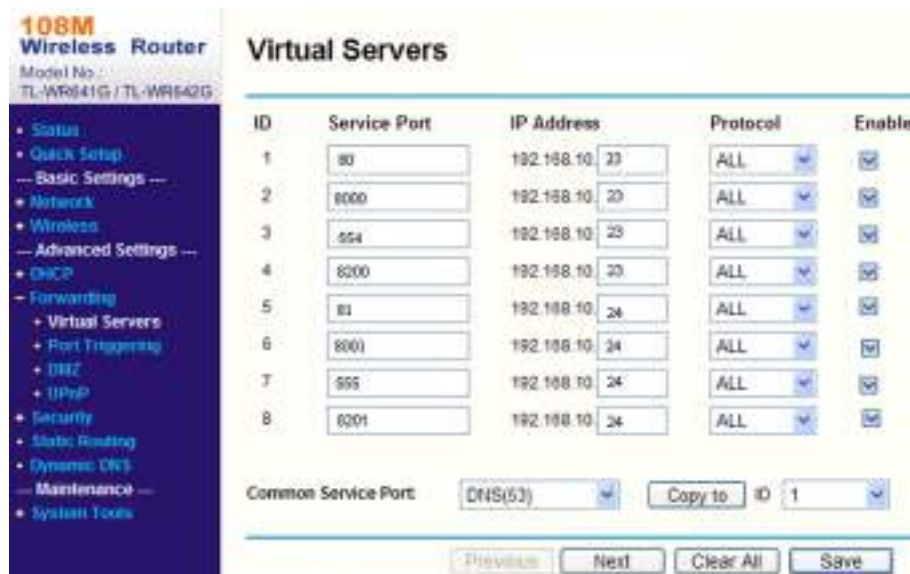 108M
Wireless Router
Model No.:
TL-WR641G / TL-WR642G
Virtual Servers
• Status
• Quick Setup
--- Basic Settings ---
+ Network
+ Wireless
--- Advanced Settings ---
+ DHCP
- Forwarding
+ Virtual Servers
+ Port Triggering
+ DMZ
+ UPnP
+ Security
• Static Routing
• Dynamic DNS
--- Maintenance ---
+ System Tools
ID Service Port IP Address Protocol Enable
1 80 192.168.10. 23 ALL
2 8000 192.168.10. 23 ALL
3 554 192.168.10. 23 ALL
4 8200 192.168.10. 23 ALL
5 81 192.168.10. 24 ALL
6 8001 192.168.10. 24 ALL
7 555 192.168.10. 24 ALL
8 8201 192.168.10. 24 ALL
Common Service Port: DNS(53) Copy to ID 1
Previous Next Clear All Save